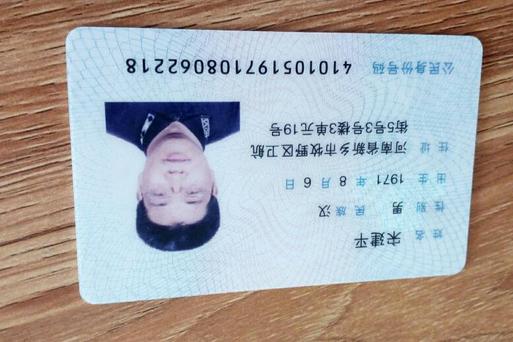 姓名 宋建平
性别 男 民族 汉
出生 1971 年 8 月 6 日
住址 河南省新乡市牧野区卫航
街5号3号楼3单元19号
公民身份号码 410105197108062218